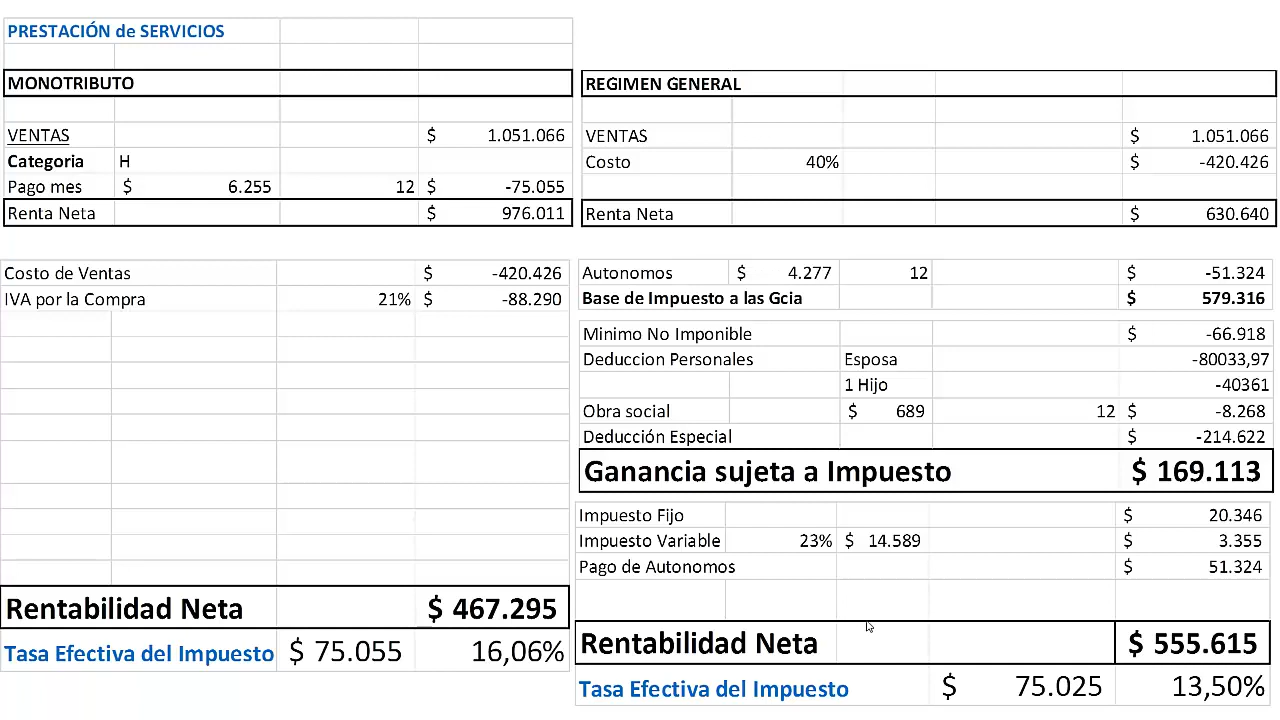 PRESTACIÓN de SERVICIOS
MONOTRIBUTO
VENTAS $ 1.051.066
Categoria H
Pago mes $ 6.255 12 $ -75.055
Renta Neta $ 976.011
Costo de Ventas $ -420.426
IVA por la Compra 21% $ -88.290
Rentabilidad Neta $ 467.295
Tasa Efectiva del Impuesto $ 75.055 16,06%
REGIMEN GENERAL
VENTAS $ 1.051.066
Costo 40% $ -420.426
Renta Neta $ 630.640
Autonomos $ 4.277 12 $ -51.324
Base de Impuesto a las Gcia $ 579.316
Minimo No Imponible $ -66.918
Deduccion Personales Esposa -80033,97
1 Hijo -40361
Obra social $ 689 12 $ -8.268
Deducción Especial $ -214.622
Ganancia sujeta a Impuesto $ 169.113
Impuesto Fijo $ 20.346
Impuesto Variable 23% $ 14.589 $ 3.355
Pago de Autonomos $ 51.324
Rentabilidad Neta $ 555.615
Tasa Efectiva del Impuesto $ 75.025 13,50%